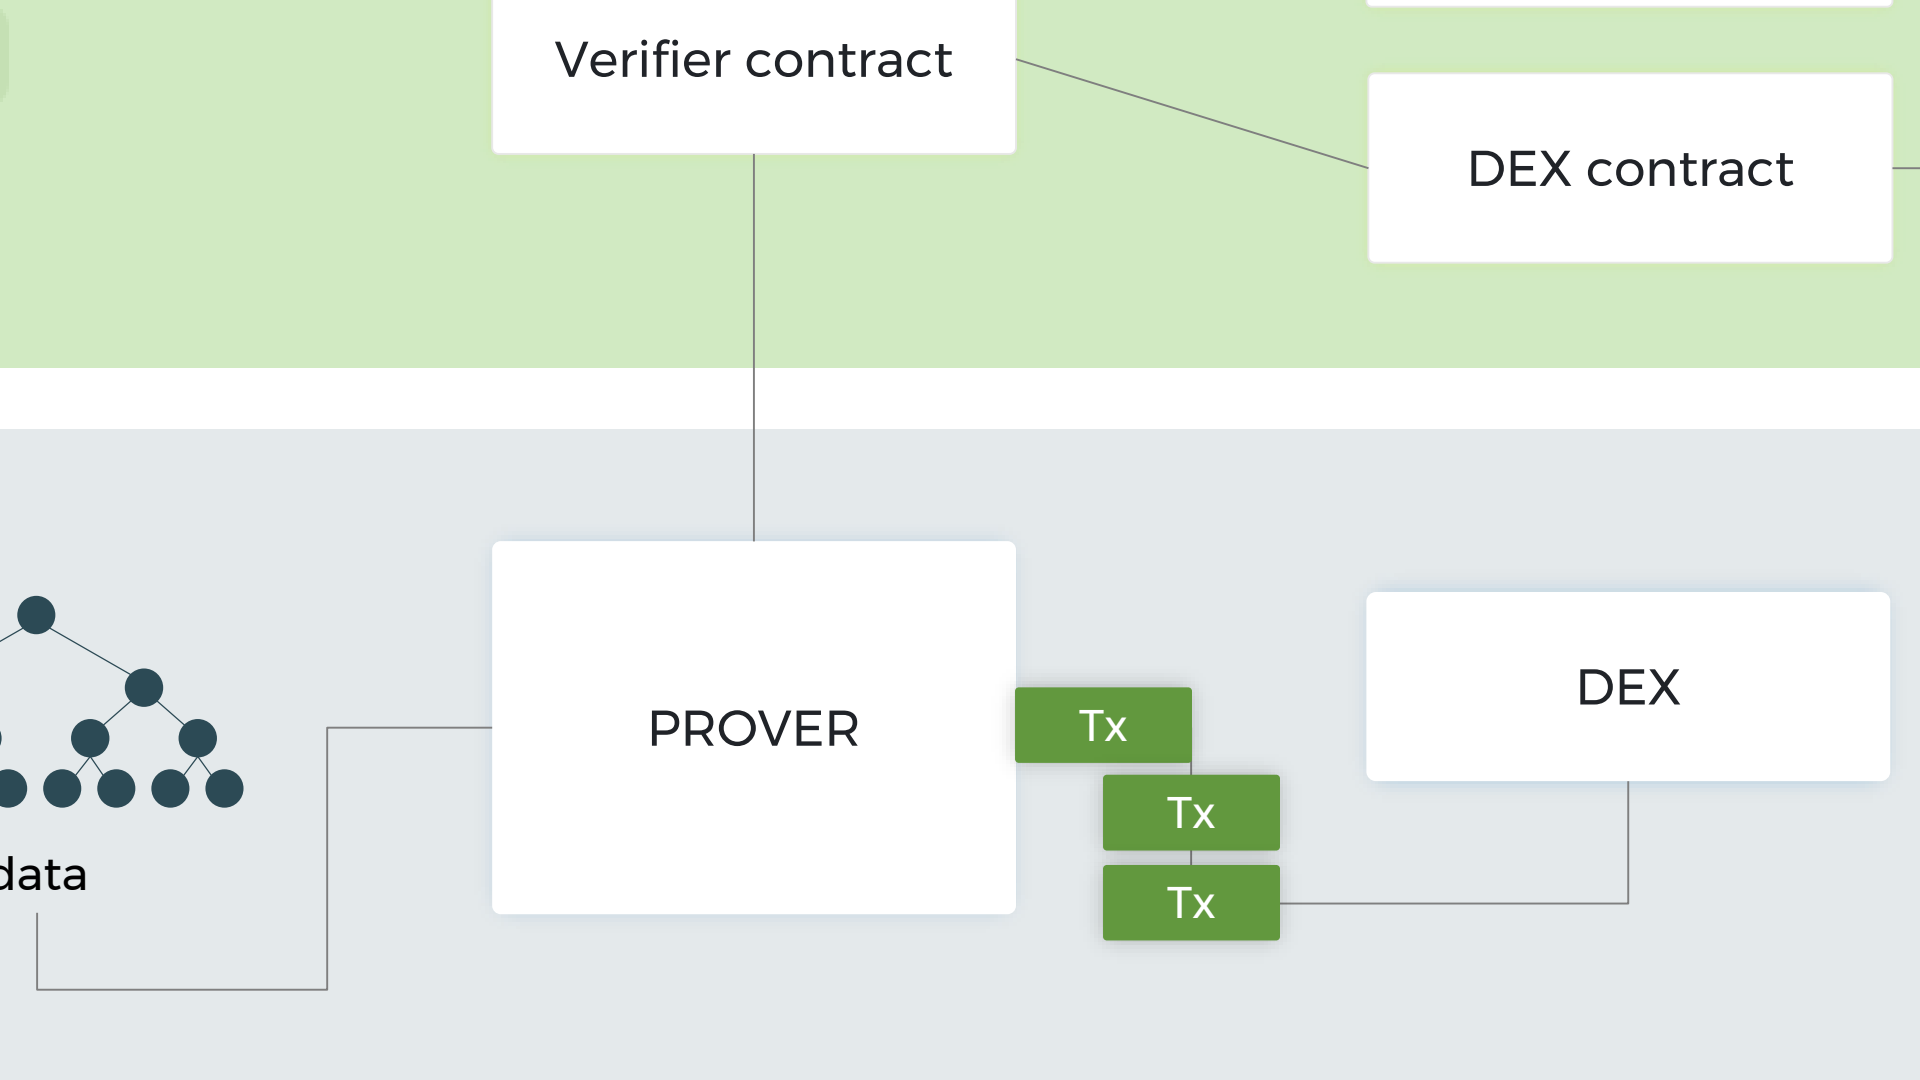 Verifier contract
DEX contract
PROVER
DEX
Tx
Tx
Tx
data